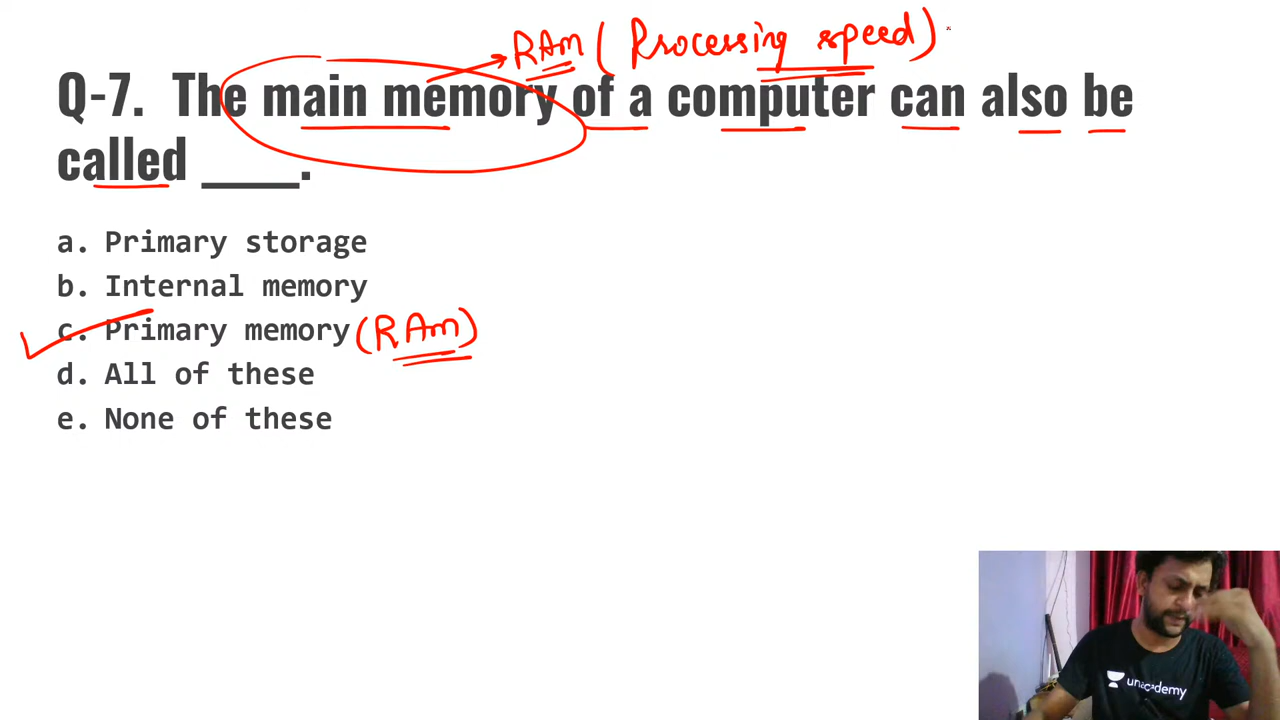 RAM (Processing speed)
Q-7. The main memory of a computer can also be
called ____.
a. Primary storage
b. Internal memory
c. Primary memory (RAM)
d. All of these
e. None of these
unacademy